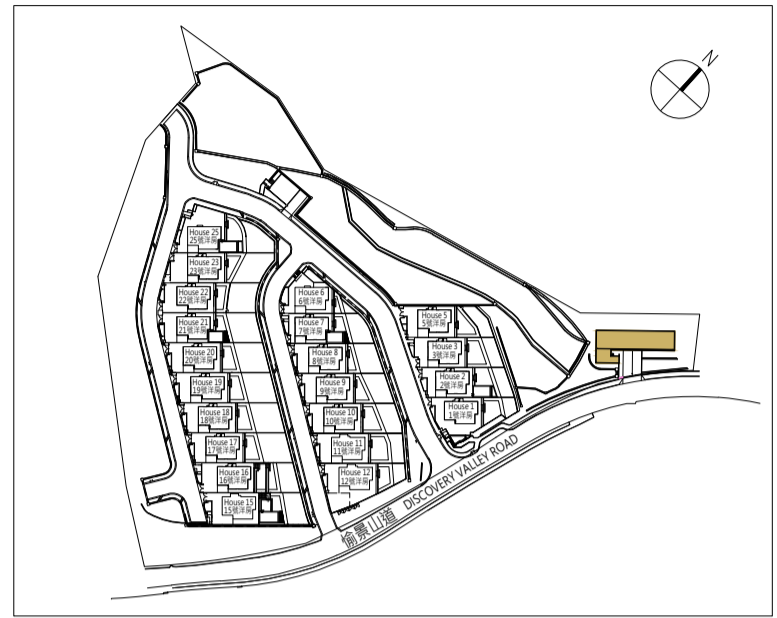 N
House 25
25號洋房
House 23
23號洋房
House 22
22號洋房
House 21
21號洋房
House 20
20號洋房
House 19
19號洋房
House 18
18號洋房
House 17
17號洋房
House 16
16號洋房
House 15
15號洋房
House 6
6號洋房
House 7
7號洋房
House 8
8號洋房
House 9
9號洋房
House 10
10號洋房
House 11
11號洋房
House 12
12號洋房
House 5
5號洋房
House 3
3號洋房
House 2
2號洋房
House 1
1號洋房
愉景山道 DISCOVERY VALLEY ROAD